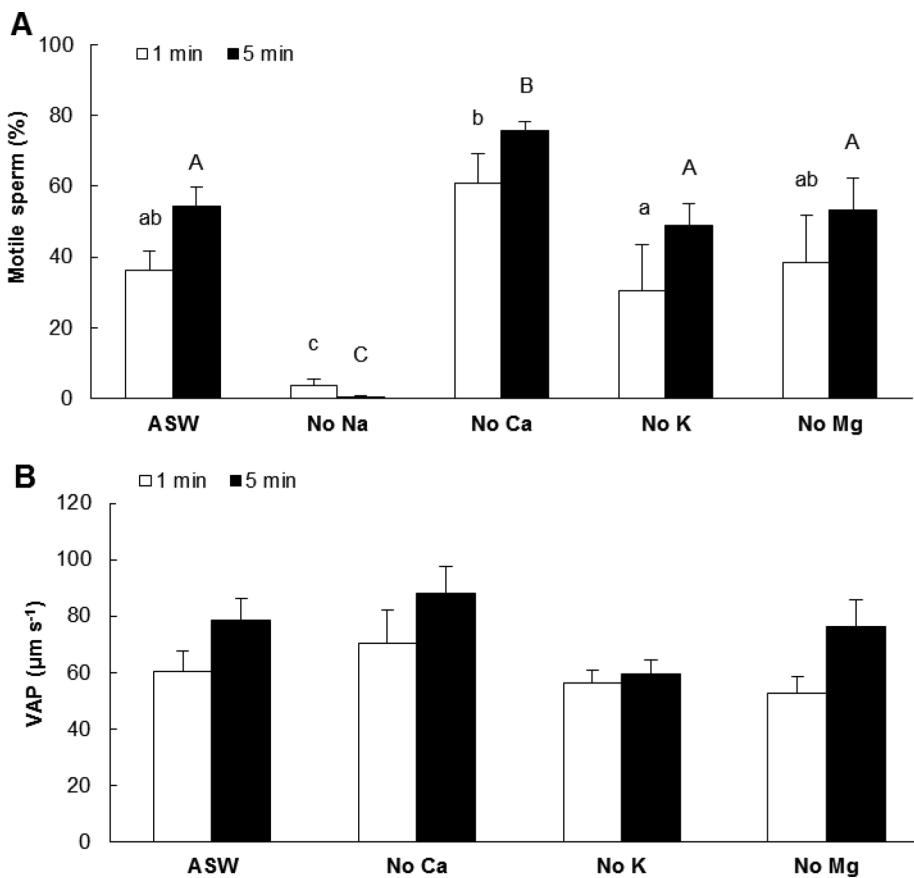 A
100
□ 1 min ■ 5 min
B
80
b
A
A
A
Motile sperm (%)
60
ab
ab
a
40
20
c
C
0
ASW No Na No Ca No K No Mg
B
□ 1 min ■ 5 min
120
100
80
VAP (µm s⁻¹)
60
40
20
0
ASW No Ca No K No Mg